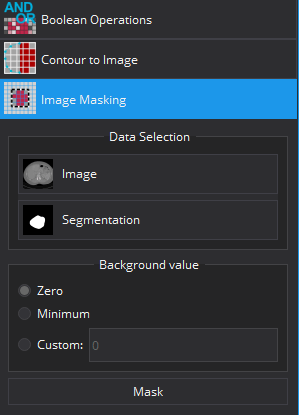 AND
OR
Boolean Operations
Contour to Image
Image Masking
Data Selection
Image
Segmentation
Background value
Zero
Minimum
Custom: 0
Mask